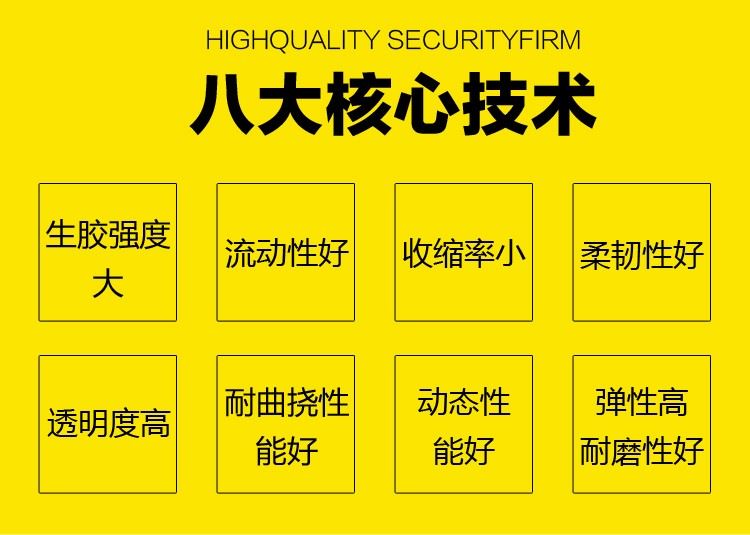 HIGHQUALITY SECURITYFIRM
八大核心技术
生胶强度
大
流动性好
收缩率小
柔韧性好
透明度高
耐曲挠性
能好
动态性
能好
弹性高
耐磨性好